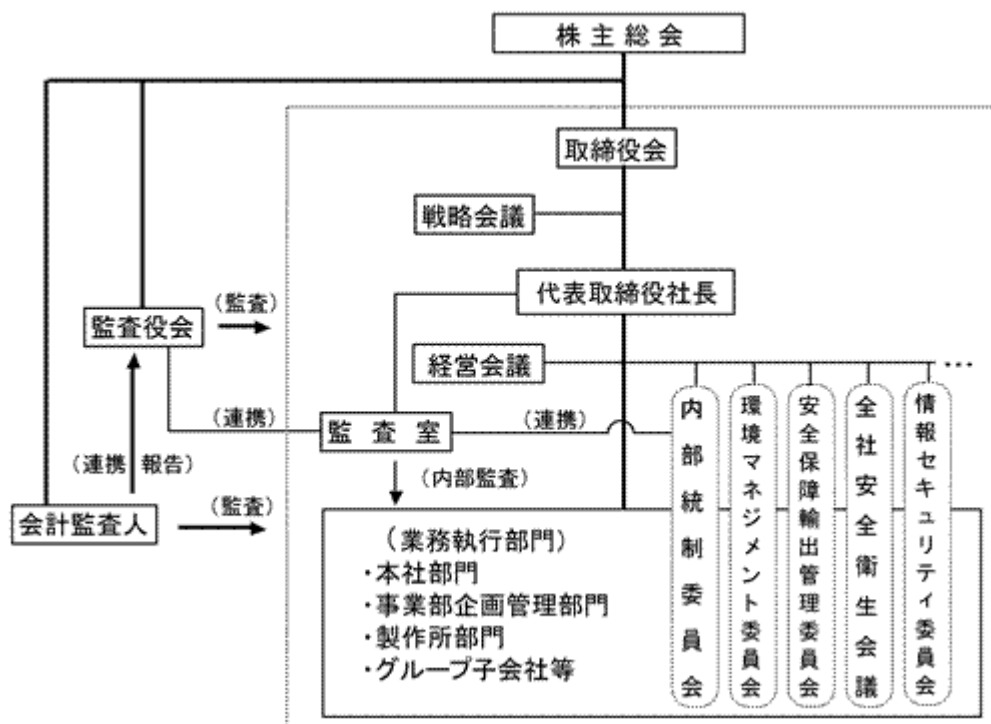 株主総会
取締役会
戦略会議
代表取締役社長
監査役会
(監査)
経営会議
…
(連携)
監査室
(連携)
(連携 報告)
(内部監査)
会計監査人
(監査)
(業務執行部門)
・本社部門
・事業部企画管理部門
・製作所部門
・グループ子会社等
内部統制委員会
環境マネジメント委員会
安全保障輸出管理委員会
全社安全衛生会議
情報セキュリティ委員会